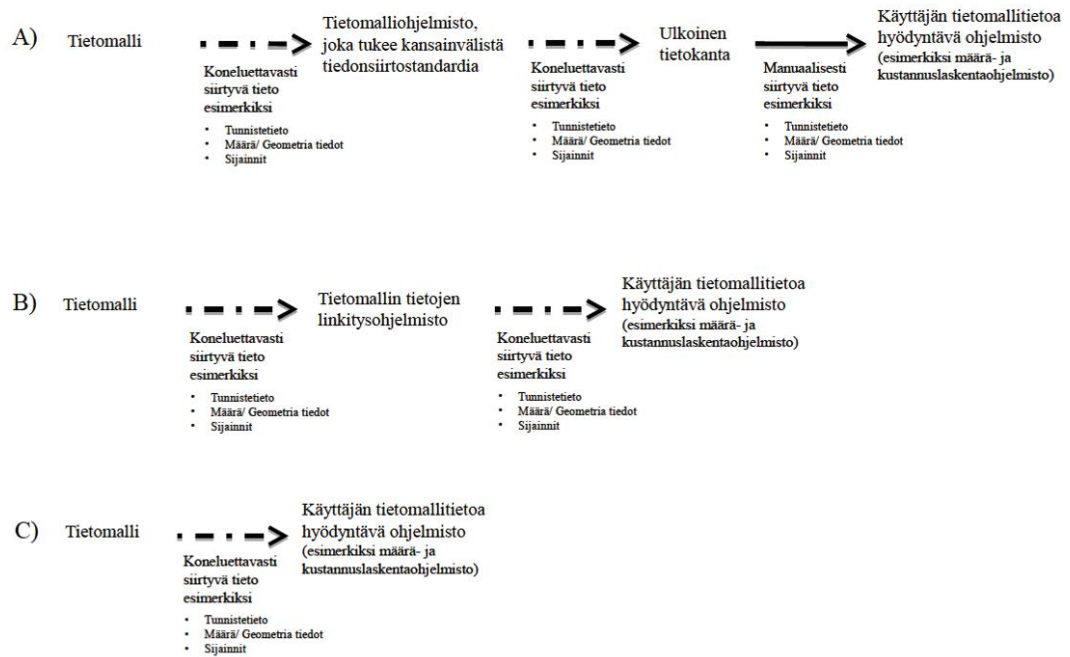 A)
Tietomalli
Koneluettavasti
siirtyvä tieto
esimerkiksi
• Tunnistetieto
• Määrä/ Geometria tiedot
• Sijainnit
Tietomalliohjelmisto,
joka tukee kansainvälistä
tiedonsiirtostandardia
Koneluettavasti
siirtyvä tieto
esimerkiksi
• Tunnistetieto
• Määrä/ Geometria tiedot
• Sijainnit
Ulkoinen
tietokanta
Manuaalisesti
siirtyvä tieto
esimerkiksi
• Tunnistetieto
• Määrä/ Geometria tiedot
• Sijainnit
Käyttäjän tietomallitietoa
hyödyntävä ohjelmisto
(esimerkiksi määrä- ja
kustannuslaskentaohjelmisto)
B)
Tietomalli
Koneluettavasti
siirtyvä tieto
esimerkiksi
• Tunnistetieto
• Määrä/ Geometria tiedot
• Sijainnit
Tietomallin tietojen
linkitysohjelmisto
Koneluettavasti
siirtyvä tieto
esimerkiksi
• Tunnistetieto
• Määrä/ Geometria tiedot
• Sijainnit
Käyttäjän tietomallitietoa
hyödyntävä ohjelmisto
(esimerkiksi määrä- ja
kustannuslaskentaohjelmisto)
C)
Tietomalli
Koneluettavasti
siirtyvä tieto
esimerkiksi
• Tunnistetieto
• Määrä/ Geometria tiedot
• Sijainnit
Käyttäjän tietomallitietoa
hyödyntävä ohjelmisto
(esimerkiksi määrä- ja
kustannuslaskentaohjelmisto)